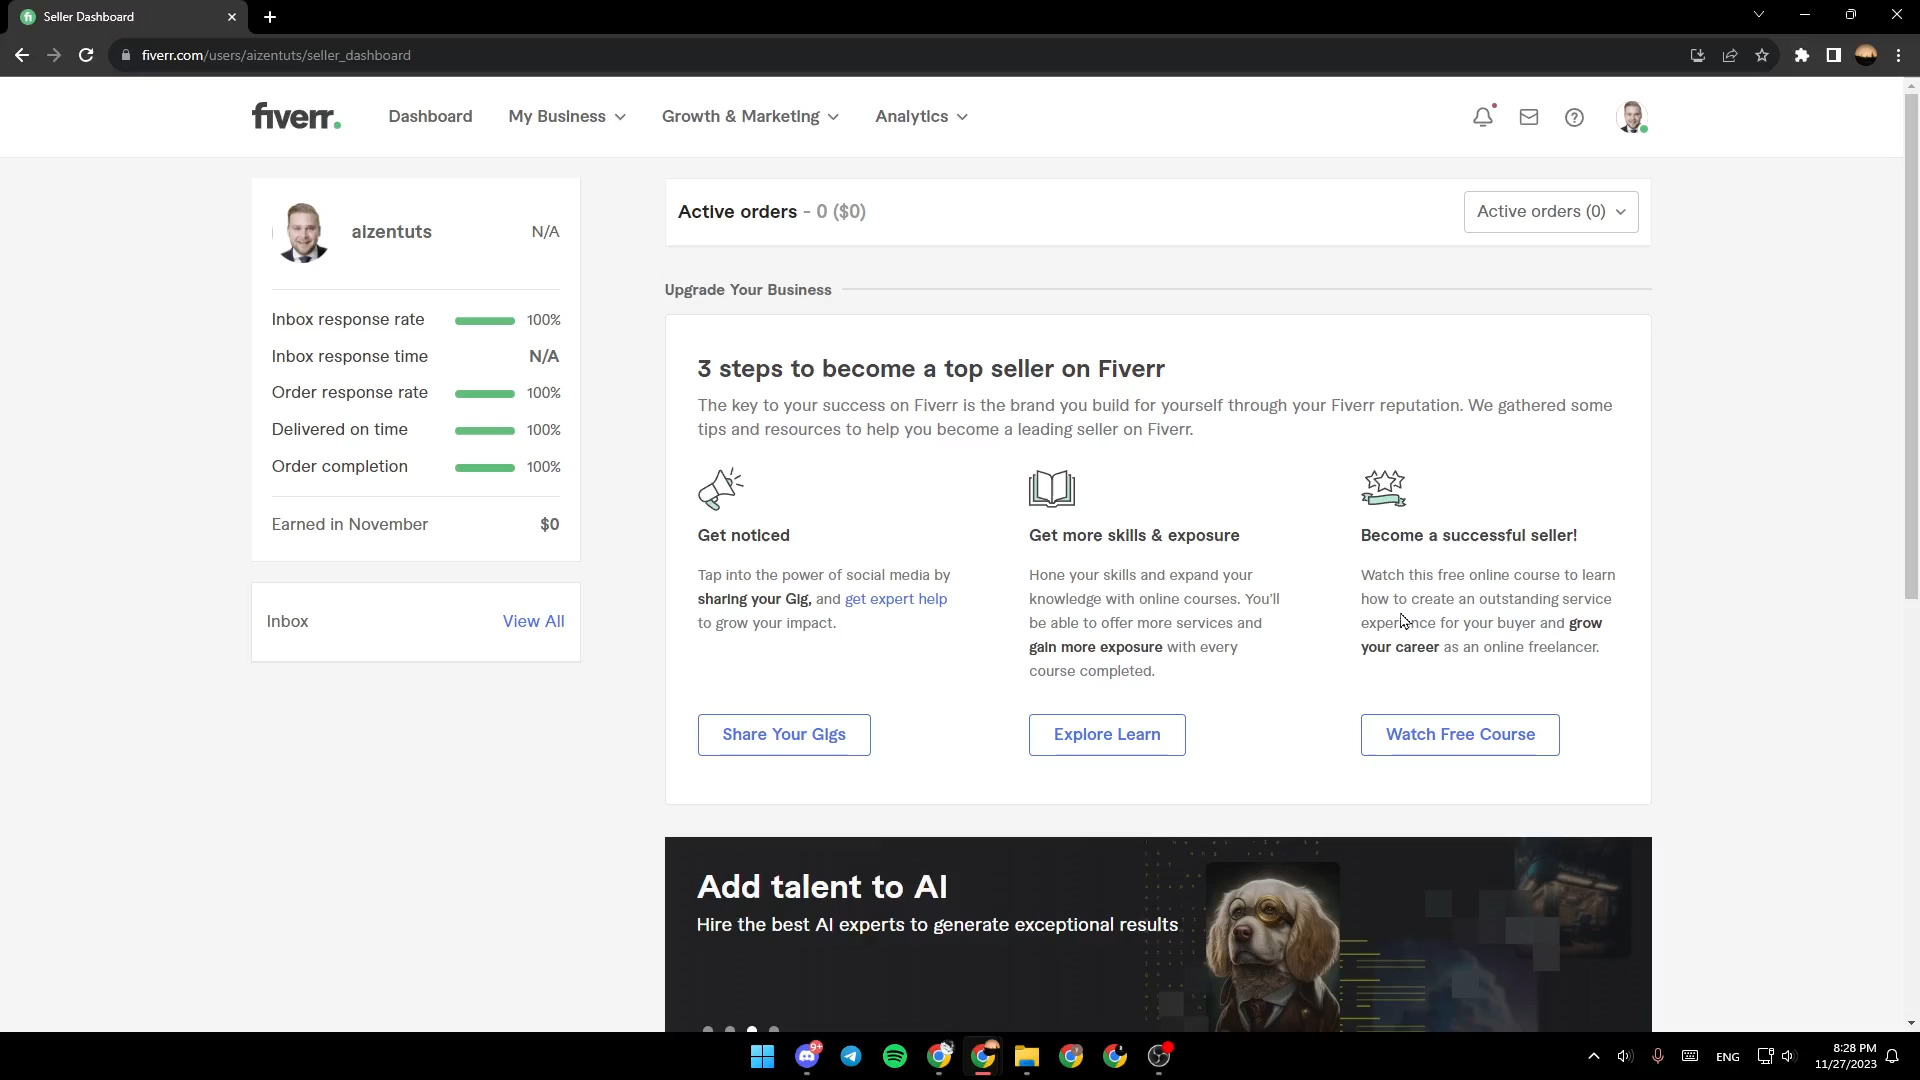 Seller Dashboard
fiverr.com/users/aizentuts/seller_dashboard
fiverr.
Dashboard
My Business
Growth & Marketing
Analytics
aizentuts
N/A
Inbox response rate
100%
Inbox response time
N/A
Order response rate
100%
Delivered on time
100%
Order completion
100%
Earned in November
$0
Inbox
View All
Active orders - 0 ($0)
Active orders (0)
Upgrade Your Business
3 steps to become a top seller on Fiverr
The key to your success on Fiverr is the brand you build for yourself through your Fiverr reputation. We gathered some
tips and resources to help you become a leading seller on Fiverr.
Get noticed
Tap into the power of social media by
sharing your Gig, and get expert help
to grow your impact.
Share Your Gigs
Get more skills & exposure
Hone your skills and expand your
knowledge with online courses. You'll
be able to offer more services and
gain more exposure with every
course completed.
Explore Learn
Become a successful seller!
Watch this free online course to learn
how to create an outstanding service
experience for your buyer and grow
your career as an online freelancer.
Watch Free Course
Add talent to AI
Hire the best AI experts to generate exceptional results
9+
ENG
8:28 PM
11/27/2023